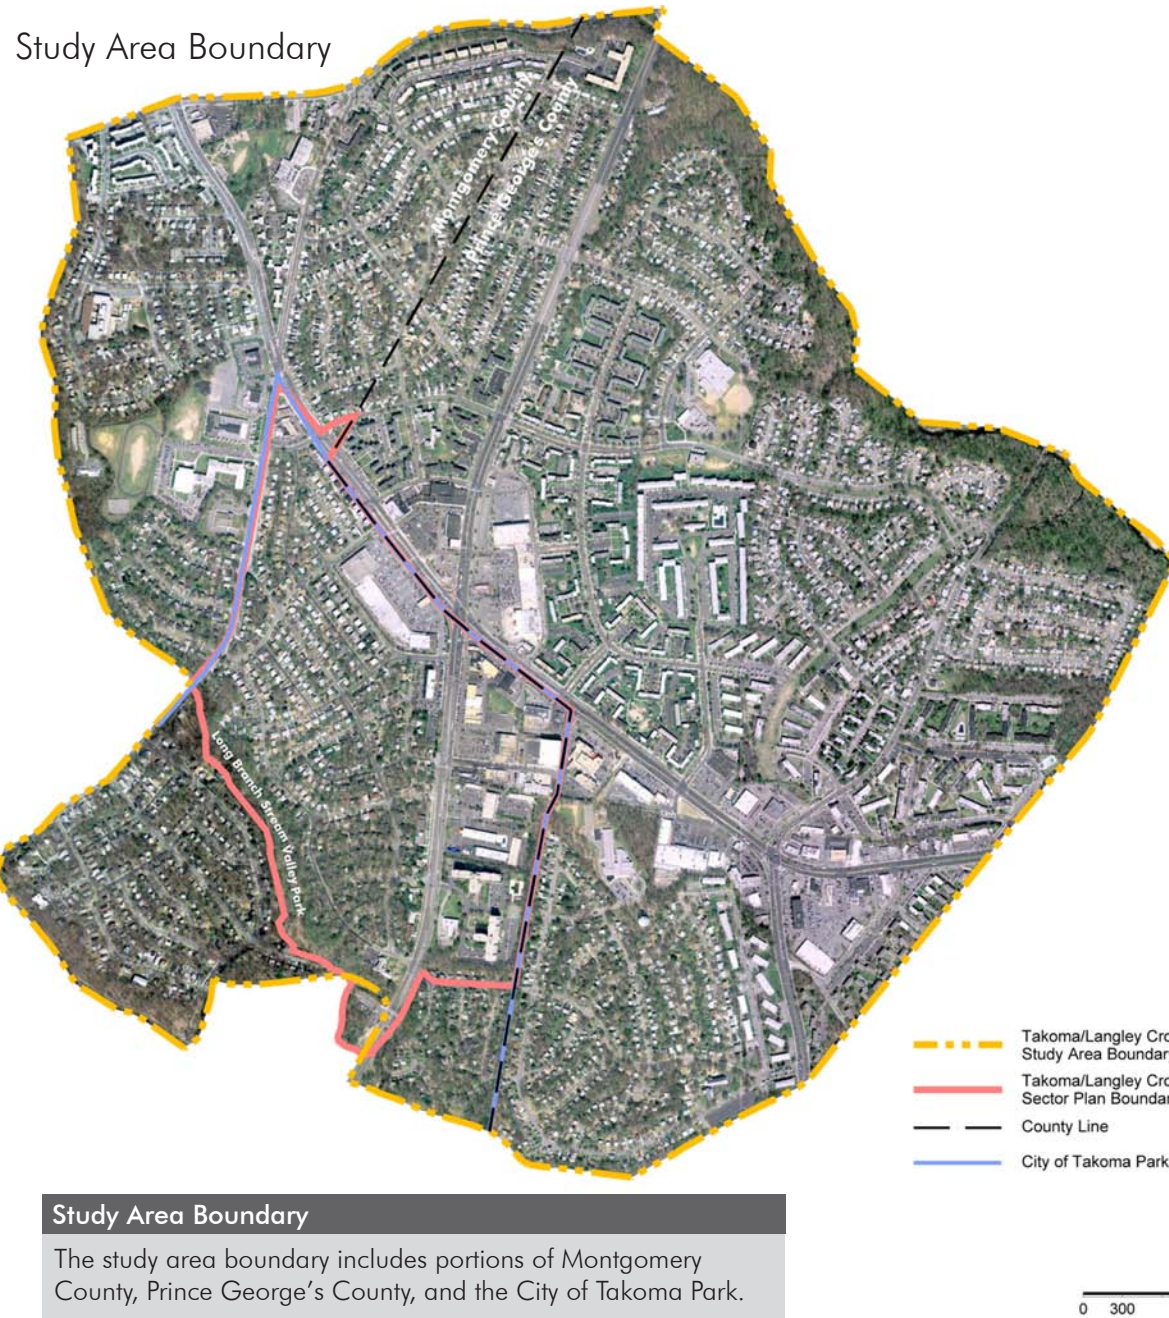 Study Area Boundary
Montgomery County
Prince George's County
Long Branch Stream Valley Park
Takoma/Langley Cro
Study Area Boundar
Takoma/Langley Cro
Sector Plan Boundar
County Line
City of Takoma Park
Study Area Boundary
The study area boundary includes portions of Montgomery
County, Prince George's County, and the City of Takoma Park.
0 300